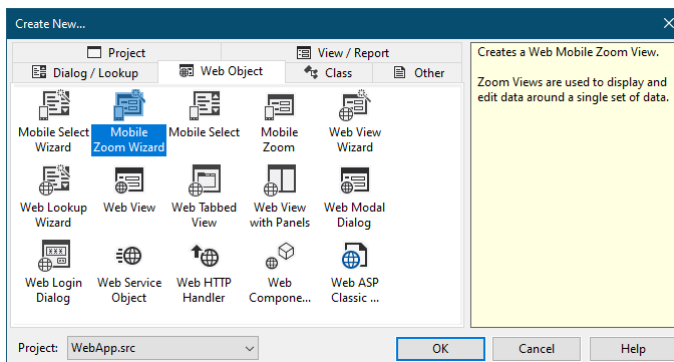 Create New...
Project
View / Report
Dialog / Lookup
Web Object
Class
Other
Mobile Select
Wizard
Mobile
Zoom Wizard
Mobile Select
Mobile
Zoom
Web View
Wizard
Web Lookup
Wizard
Web View
Web Tabbed
View
Web View
with Panels
Web Modal
Dialog
Web Login
Dialog
Web Service
Object
Web HTTP
Handler
Web
Compone...
Web ASP
Classic ...
Creates a Web Mobile Zoom View.
Zoom Views are used to display and
edit data around a single set of data.
Project:
WebApp.src
OK
Cancel
Help